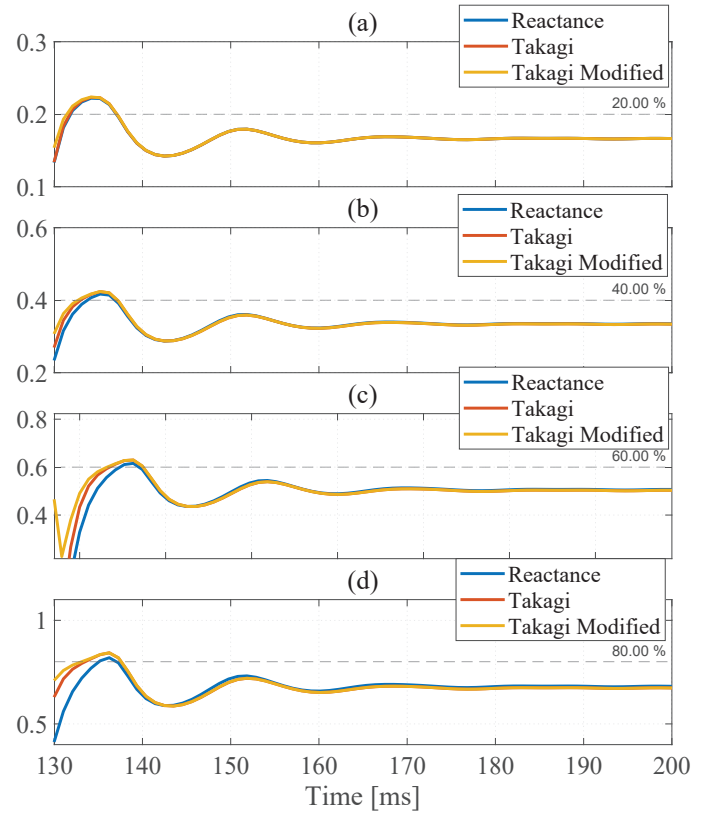 (a)
Reactance
Takagi
Takagi Modified
0.3
0.2
0.1
20.00 %
(b)
Reactance
Takagi
Takagi Modified
0.6
0.4
0.2
40.00 %
(c)
Reactance
Takagi
Takagi Modified
0.8
0.6
0.4
60.00 %
(d)
Reactance
Takagi
Takagi Modified
1
0.5
80.00 %
130 140 150 160 170 180 190 200
Time [ms]